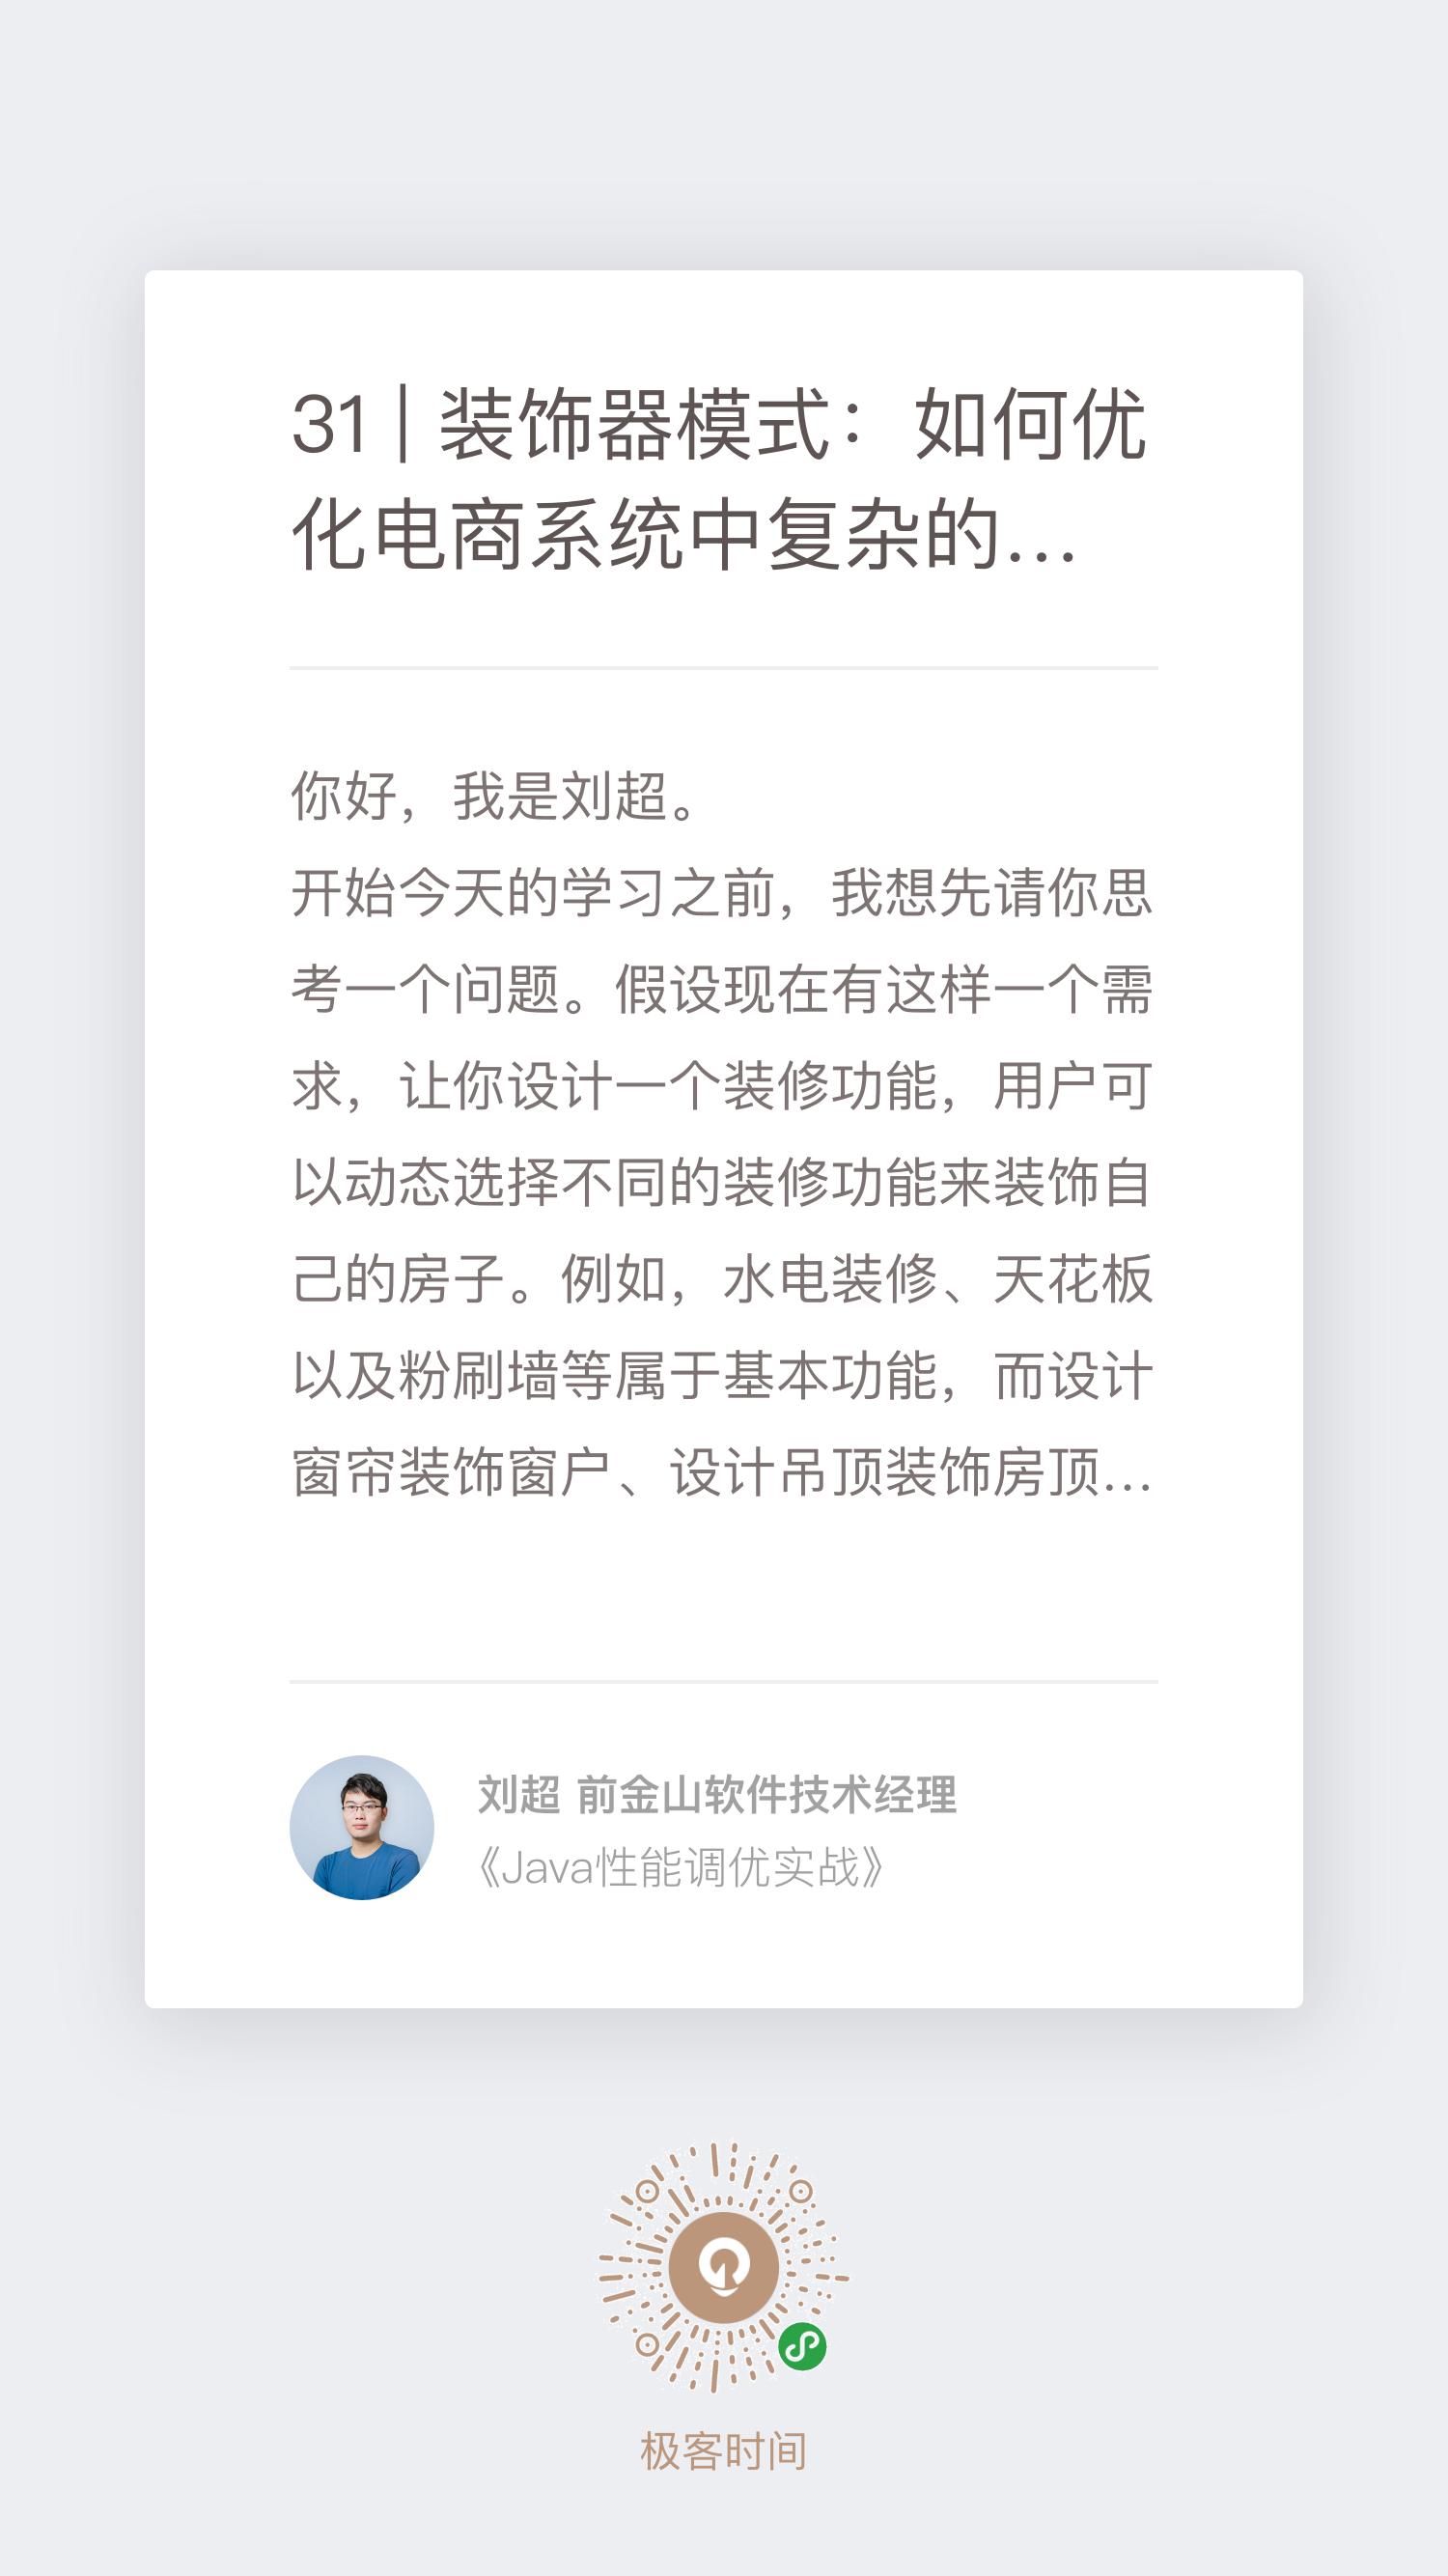 31 | 装饰器模式：如何优
化电商系统中复杂的...
你好，我是刘超。
开始今天的学习之前，我想先请你思
考一个问题。假设现在有这样一个需
求，让你设计一个装修功能，用户可
以动态选择不同的装修功能来装饰自
己的房子。例如，水电装修、天花板
以及粉刷墙等属于基本功能，而设计
窗帘装饰窗户、设计吊顶装饰房顶...
刘超 前金山软件技术经理
《Java性能调优实战》
极客时间